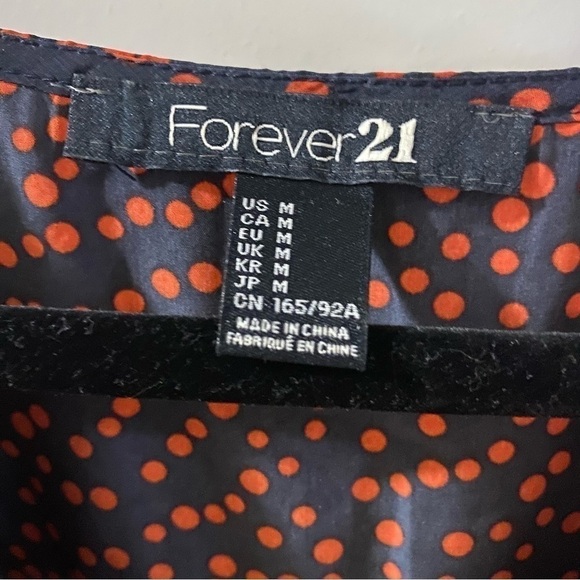 Forever21
US M
CA M
EU M
UK M
KR M
JP M
CN 165/92A
MADE IN CHINA
FABRIQUÉ EN CHINE